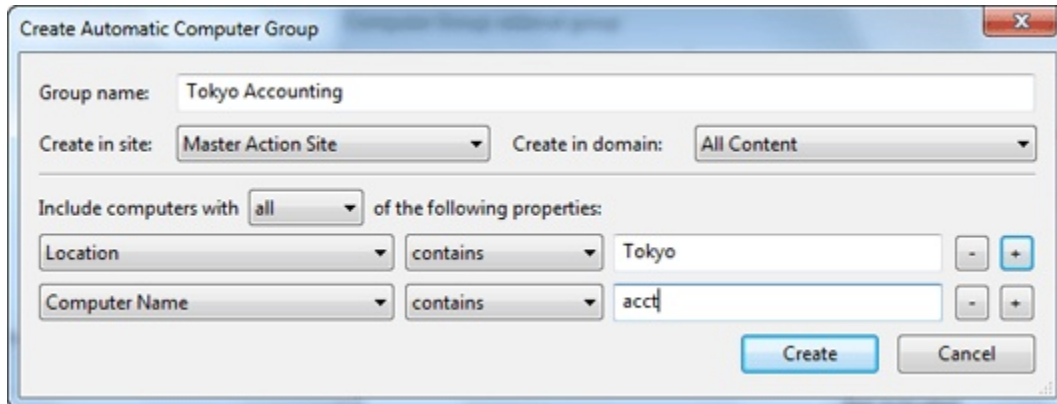 Create Automatic Computer Group
Group name: Tokyo Accounting
Create in site: Master Action Site Create in domain: All Content
Include computers with all of the following properties:
Location contains Tokyo - +
Computer Name contains acct - +
Create Cancel